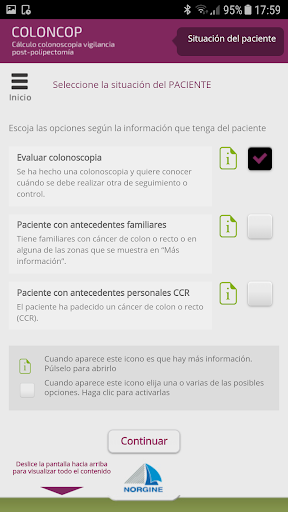 95% 17:59
COLONCOP
Cálculo colonoscopia vigilancia
post-polipectomía
Situación del paciente
Inicio
Seleccione la situación del PACIENTE
Escoja las opciones según la información que tenga del paciente
Evaluar colonoscopia
Se ha hecho una colonoscopia y quiere conocer
cuándo se debe realizar otra de seguimiento o
control.
Paciente con antecedentes familiares
Tiene familiares con cáncer de colon o recto o en
alguna de las zonas que se muestra en “Más
información”.
Paciente con antecedentes personales CCR
El paciente ha padecido un cáncer de colon o recto
(CCR).
Cuando aparece este icono es que hay más información.
Púlselo para abrirlo
Cuando aparece este icono elija una o varias de las posibles
opciones. Haga clic para activarlas
Continuar
Deslice la pantalla hacia arriba
para visualizar todo el contenido
NORGINE